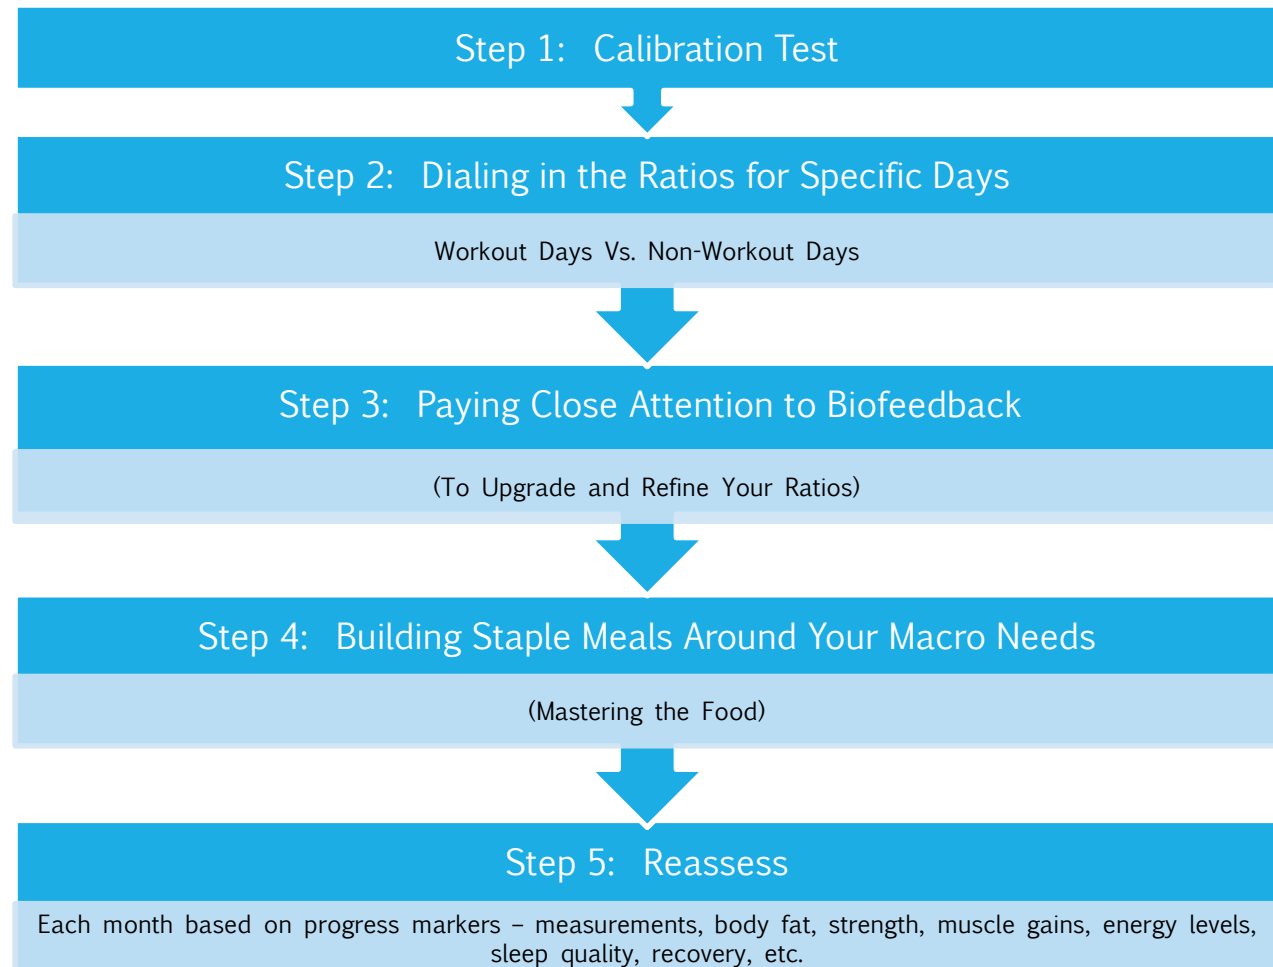 Step 1: Calibration Test
Step 2: Dialing in the Ratios for Specific Days
Workout Days Vs. Non-Workout Days
Step 3: Paying Close Attention to Biofeedback
(To Upgrade and Refine Your Ratios)
Step 4: Building Staple Meals Around Your Macro Needs
(Mastering the Food)
Step 5: Reassess
Each month based on progress markers – measurements, body fat, strength, muscle gains, energy levels,
sleep quality, recovery, etc.